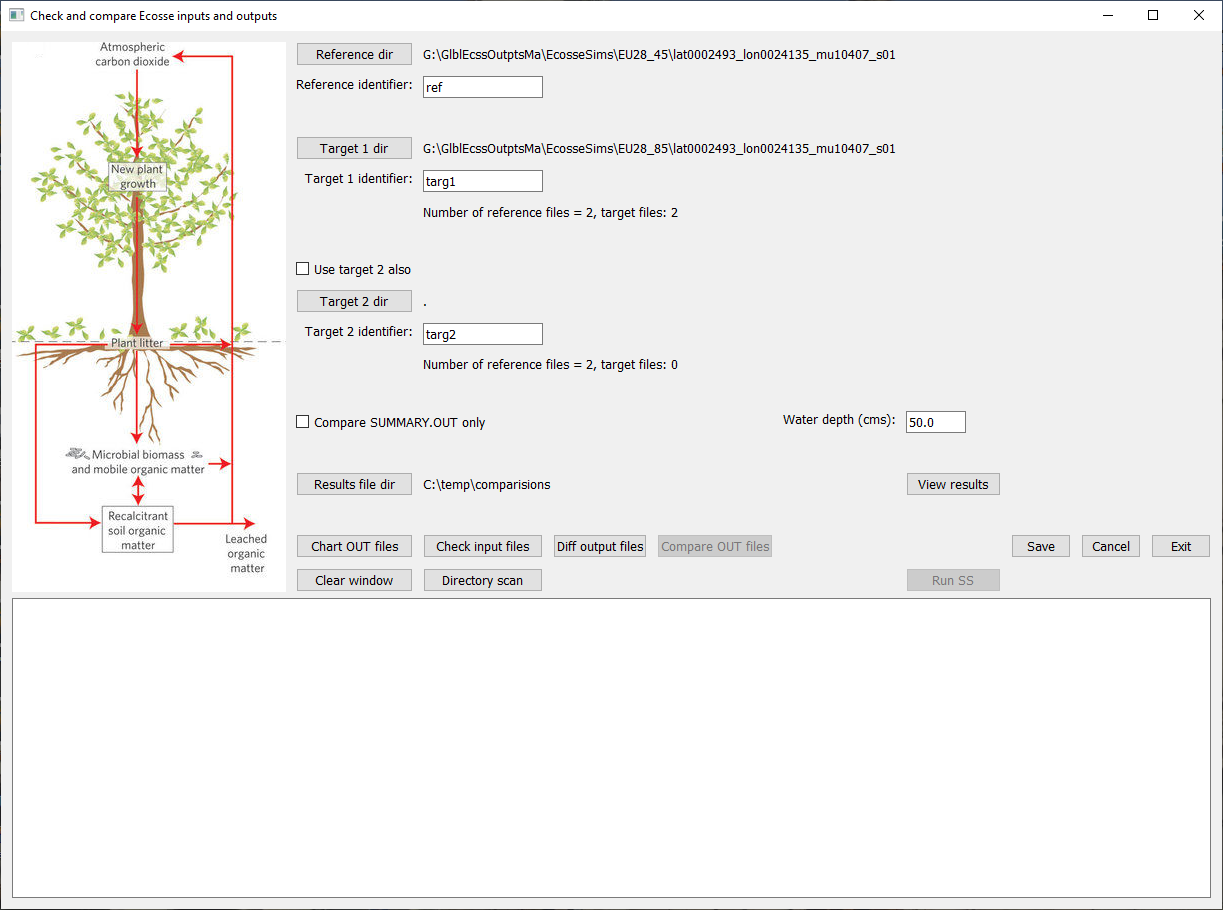 Check and compare Ecosse inputs and outputs
Atmospheric
carbon dioxide
New plant
growth
Plant litter
Microbial biomass
and mobile organic matter
Recalcitrant
soil organic
matter
Leached
organic
matter
Reference dir G:\GlblEcssOutptsMa\EcosseSims\EU28_45\lat0002493_lon0024135_mu10407_s01
Reference identifier: ref
Target 1 dir G:\GlblEcssOutptsMa\EcosseSims\EU28_85\lat0002493_lon0024135_mu10407_s01
Target 1 identifier: targ1
Number of reference files = 2, target files: 2
Use target 2 also
Target 2 dir .
Target 2 identifier: targ2
Number of reference files = 2, target files: 0
Compare SUMMARY.OUT only Water depth (cms): 50.0
Results file dir C:\temp\comparisions View results
Chart OUT files Check input files Diff output files Compare OUT files Save Cancel Exit
Clear window Directory scan Run SS